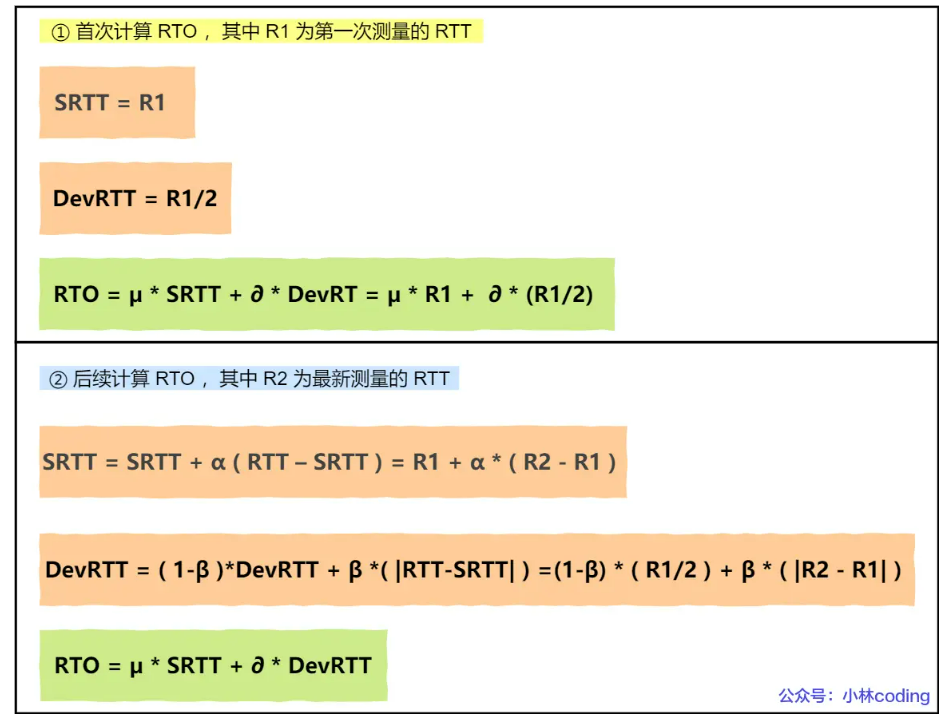 ① 首次计算 RTO ，其中 R1 为第一次测量的 RTT
SRTT = R1
DevRTT = R1/2
RTO = μ * SRTT + ∂ * DevRT = μ * R1 + ∂ * (R1/2)
② 后续计算 RTO ，其中 R2 为最新测量的 RTT
SRTT = SRTT + α ( RTT – SRTT ) = R1 + α * ( R2 - R1 )
DevRTT = ( 1-β )*DevRTT + β *( |RTT-SRTT| ) =(1-β) * ( R1/2 ) + β * ( |R2 - R1| )
RTO = μ * SRTT + ∂ * DevRTT
公众号：小林coding